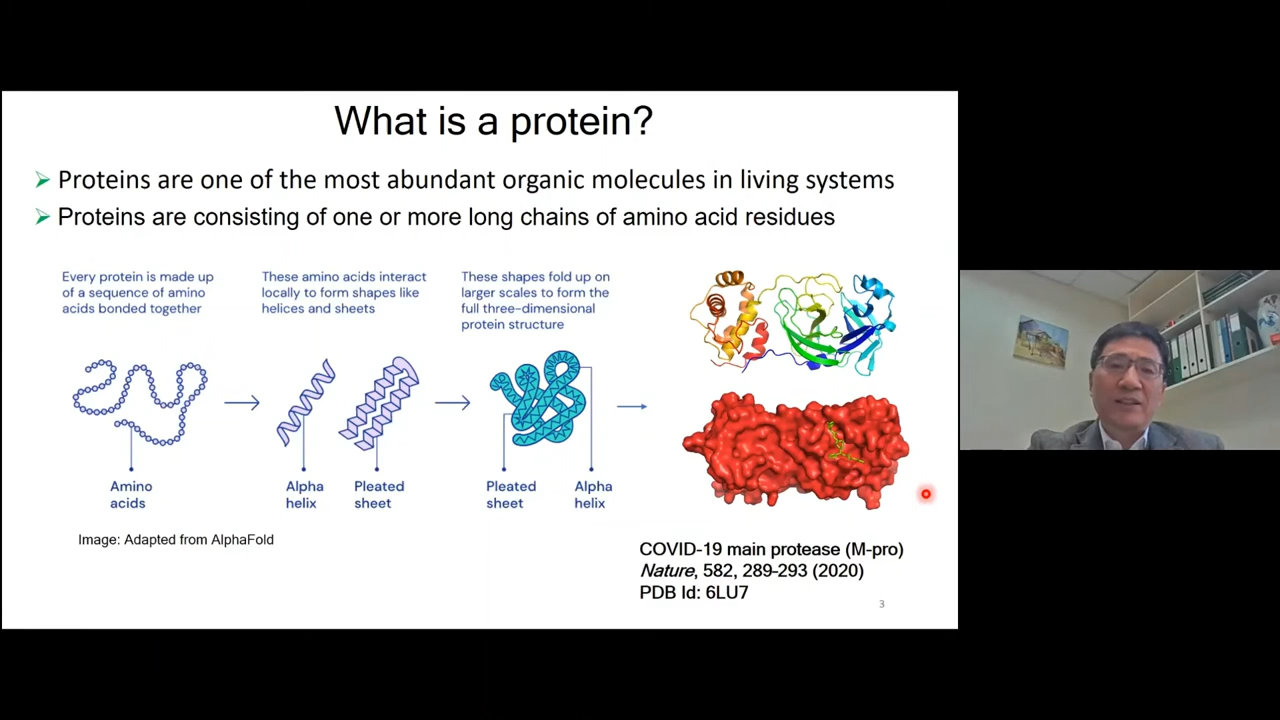 What is a protein?
Proteins are one of the most abundant organic molecules in living systems
Proteins are consisting of one or more long chains of amino acid residues
Every protein is made up
of a sequence of amino
acids bonded together
These amino acids interact
locally to form shapes like
helices and sheets
These shapes fold up on
larger scales to form the
full three-dimensional
protein structure
Amino
acids
Alpha
helix
Pleated
sheet
Pleated
sheet
Alpha
helix
Image: Adapted from AlphaFold
COVID-19 main protease (M-pro)
Nature, 582, 289-293 (2020)
PDB Id: 6LU7
3